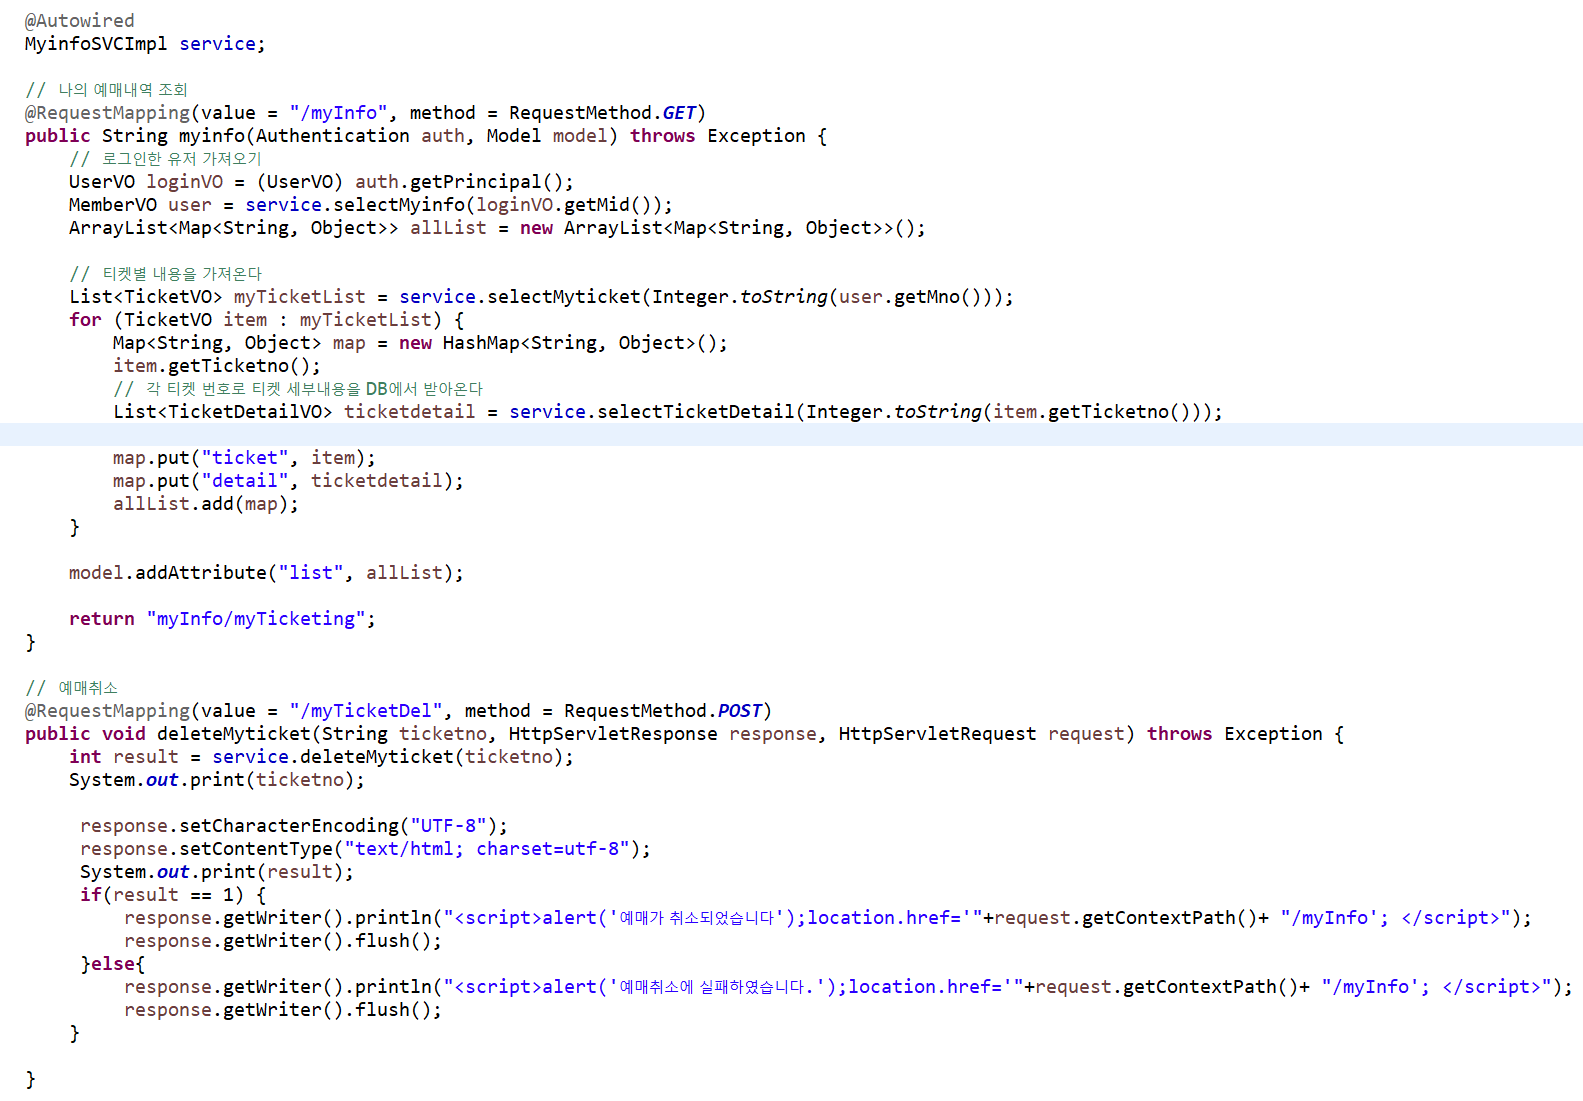 @Autowired
MyinfoSVCImpl service;
// 나의 예매내역 조회
@RequestMapping(value = "/myInfo", method = RequestMethod.GET)
public String myinfo(Authentication auth, Model model) throws Exception {
// 로그인한 유저 가져오기
UserVO loginVO = (UserVO) auth.getPrincipal();
MemberVO user = service.selectMyinfo(loginVO.getMid());
ArrayList<Map<String, Object>> allList = new ArrayList<Map<String, Object>>();
// 티켓별 내용을 가져온다
List<TicketVO> myTicketList = service.selectMyticket(Integer.toString(user.getMno()));
for (TicketVO item : myTicketList) {
Map<String, Object> map = new HashMap<String, Object>();
item.getTicketno();
// 각 티켓 번호로 티켓 세부내용을 DB에서 받아온다
List<TicketDetailVO> ticketdetail = service.selectTicketDetail(Integer.toString(item.getTicketno()));
map.put("ticket", item);
map.put("detail", ticketdetail);
allList.add(map);
}
model.addAttribute("list", allList);
return "myInfo/myTicketing";
}
// 예매취소
@RequestMapping(value = "/myTicketDel", method = RequestMethod.POST)
public void deleteMyticket(String ticketno, HttpServletResponse response, HttpServletRequest request) throws Exception {
int result = service.deleteMyticket(ticketno);
System.out.print(ticketno);
response.setCharacterEncoding("UTF-8");
response.setContentType("text/html; charset=utf-8");
System.out.print(result);
if(result == 1) {
response.getWriter().println("<script>alert('예매가 취소되었습니다');location.href='"+request.getContextPath()+ "/myInfo'; </script>");
response.getWriter().flush();
}else{
response.getWriter().println("<script>alert('예매취소에 실패하였습니다.');location.href='"+request.getContextPath()+ "/myInfo'; </script>");
response.getWriter().flush();
}
}